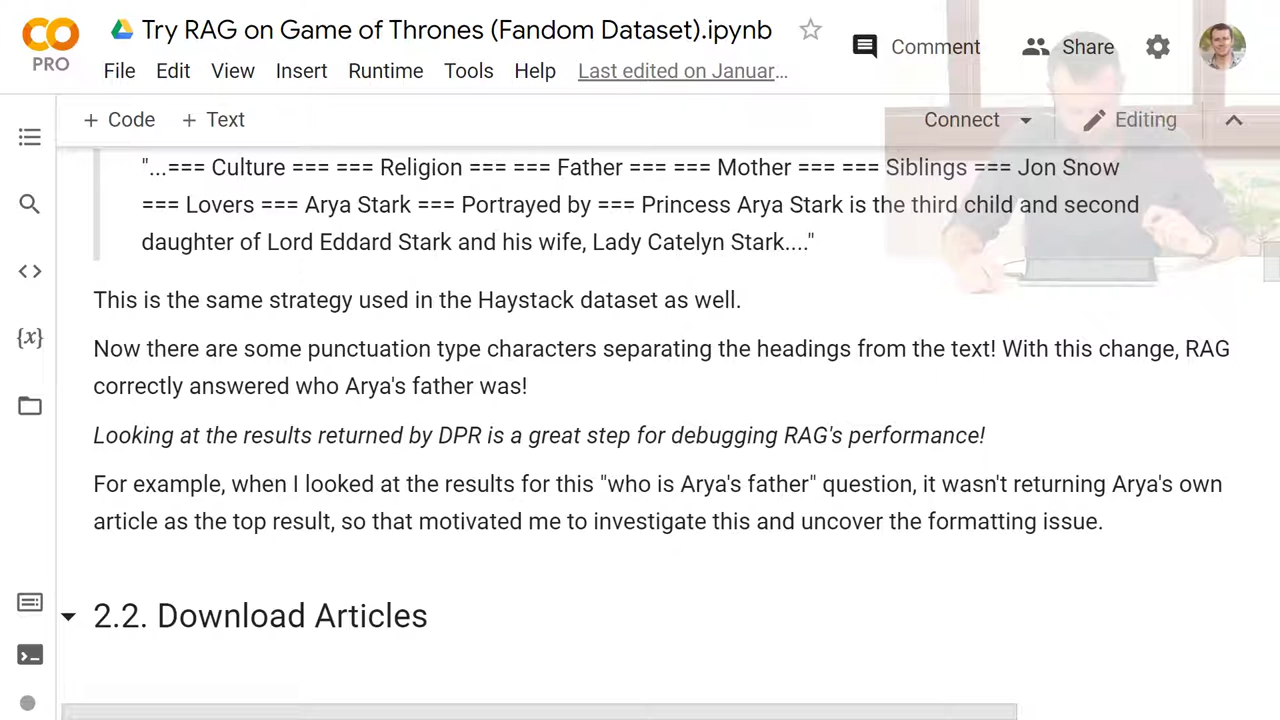 Try RAG on Game of Thrones (Fandom Dataset).ipynb
PRO
File Edit View Insert Runtime Tools Help Last edited on Januar…
Comment Share
+ Code + Text
Connect Editing
"...=== Culture === === Religion === === Father === === Mother === === Siblings === Jon Snow
=== Lovers === Arya Stark === Portrayed by === Princess Arya Stark is the third child and second
daughter of Lord Eddard Stark and his wife, Lady Catelyn Stark...."
This is the same strategy used in the Haystack dataset as well.
Now there are some punctuation type characters separating the headings from the text! With this change, RAG
correctly answered who Arya's father was!
Looking at the results returned by DPR is a great step for debugging RAG's performance!
For example, when I looked at the results for this "who is Arya's father" question, it wasn't returning Arya's own
article as the top result, so that motivated me to investigate this and uncover the formatting issue.
2.2. Download Articles